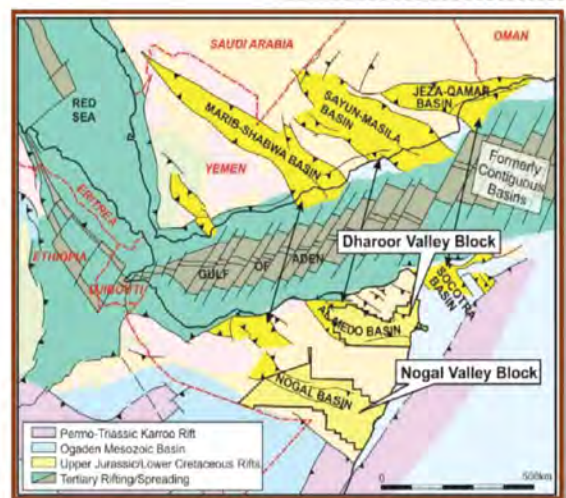 SAUDI ARABIA
OMAN
RED
SEA
JEZA-QAMAR
BASIN
SAYUN-MASILA
BASIN
MARIB-SHABWA BASIN
YEMEN
Formerly
Contiguous
Basins
ERITREA
ETHIOPIA
DJIBOUTI
GULF OF ADEN
Dharoor Valley Block
SOCOTRA
BASIN
AL MEDO BASIN
Nogal Valley Block
NOGAL BASIN
Permo-Triassic Karroo Rift
Ogaden Mesozoic Basin
Upper Jurassic/Lower Cretaceous Rifts
Tertiary Rifting/Spreading
0
500km